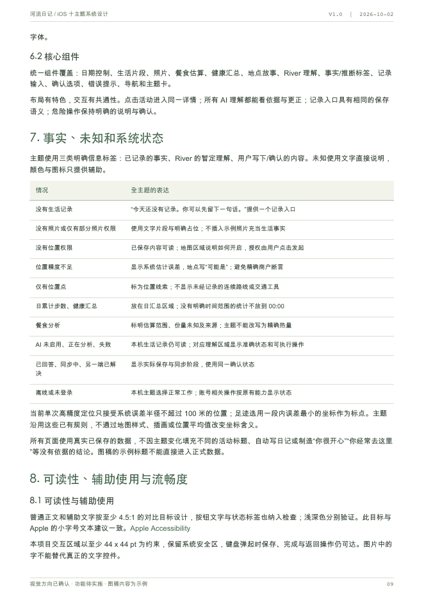 河流日记 / iOS 十主题系统设计
V1.0 | 2026-10-02
字体。
6.2 核心组件
统一组件覆盖：日期控制、生活片段、照片、餐食估算、健康汇总、地点故事、River 理解、事实/推断标签、记录
输入、确认选项、错误提示、导航和主题卡。
布局有特色，交互有共通性。点击活动进入同一详情；所有 AI 理解都能看依据与更正；记录入口具有相同的保存
语义；危险操作保持明确的说明与确认。
7. 事实、未知和系统状态
主题使用三类明确信息标签：已记录的事实、River 的暂定理解、用户写下/确认的内容。未知使用文字直接说明，
颜色与图标只提供辅助。
情况 全主题的表达
没有生活记录 “今天还没有记录。你可以先留下一句话。”提供一个记录入口
没有照片或仅有部分照片权限 使用文字片段与明确占位；不插入示例照片充当生活事实
没有位置权限 已保存内容可读；地图区域说明如何开启，授权由用户点击发起
位置精度不足 显示系统估计误差，地点写“可能是”；避免精确商户断言
仅有位置点 标为位置线索；不显示未经记录的连续路线或交通工具
日累计步数、健康汇总 放在日汇总区域；没有明确时间范围的统计不放到 00:00
餐食分析 标明估算范围、份量未知及来源；主题不能改写为精确热量
AI 未启用、正在分析、失败 本机生活记录仍可读；对应理解区域显示准确状态和可执行操作
已回答、同步中、另一端已解
决 显示实际保存与同步阶段，使用同一确认状态
离线或未登录 本机主题选择正常工作；账号相关操作按原有能力显示状态
当前单次高精度定位只接受系统误差半径不超过 100 米的位置；足迹选用一段内误差最小的坐标作为标点。主题
沿用这些已有规则，不通过地图样式、插画或位置平均值改变坐标含义。
所有页面使用真实已保存的数据，不因主题变化填充不同的活动标题、自动写日记或制造“你很开心”“你经常去这里
”等没有依据的结论。图稿的示例标题不能直接进入正式数据。
8. 可读性、辅助使用与流畅度
8.1 可读性与辅助使用
普通正文和辅助文字按至少 4.5:1 的对比目标设计，按钮文字与状态标签也纳入检查；浅深色分别验证。此目标与
Apple 的小字号文本建议一致。Apple Accessibility
本项目交互区域以至少 44 x 44 pt 为约束，保留系统安全区，键盘弹起时保存、完成与返回操作仍可达。图片中的
字不能替代真正的文字控件。
视觉方向已确认 · 功能待实施 · 图稿内容为示例
09